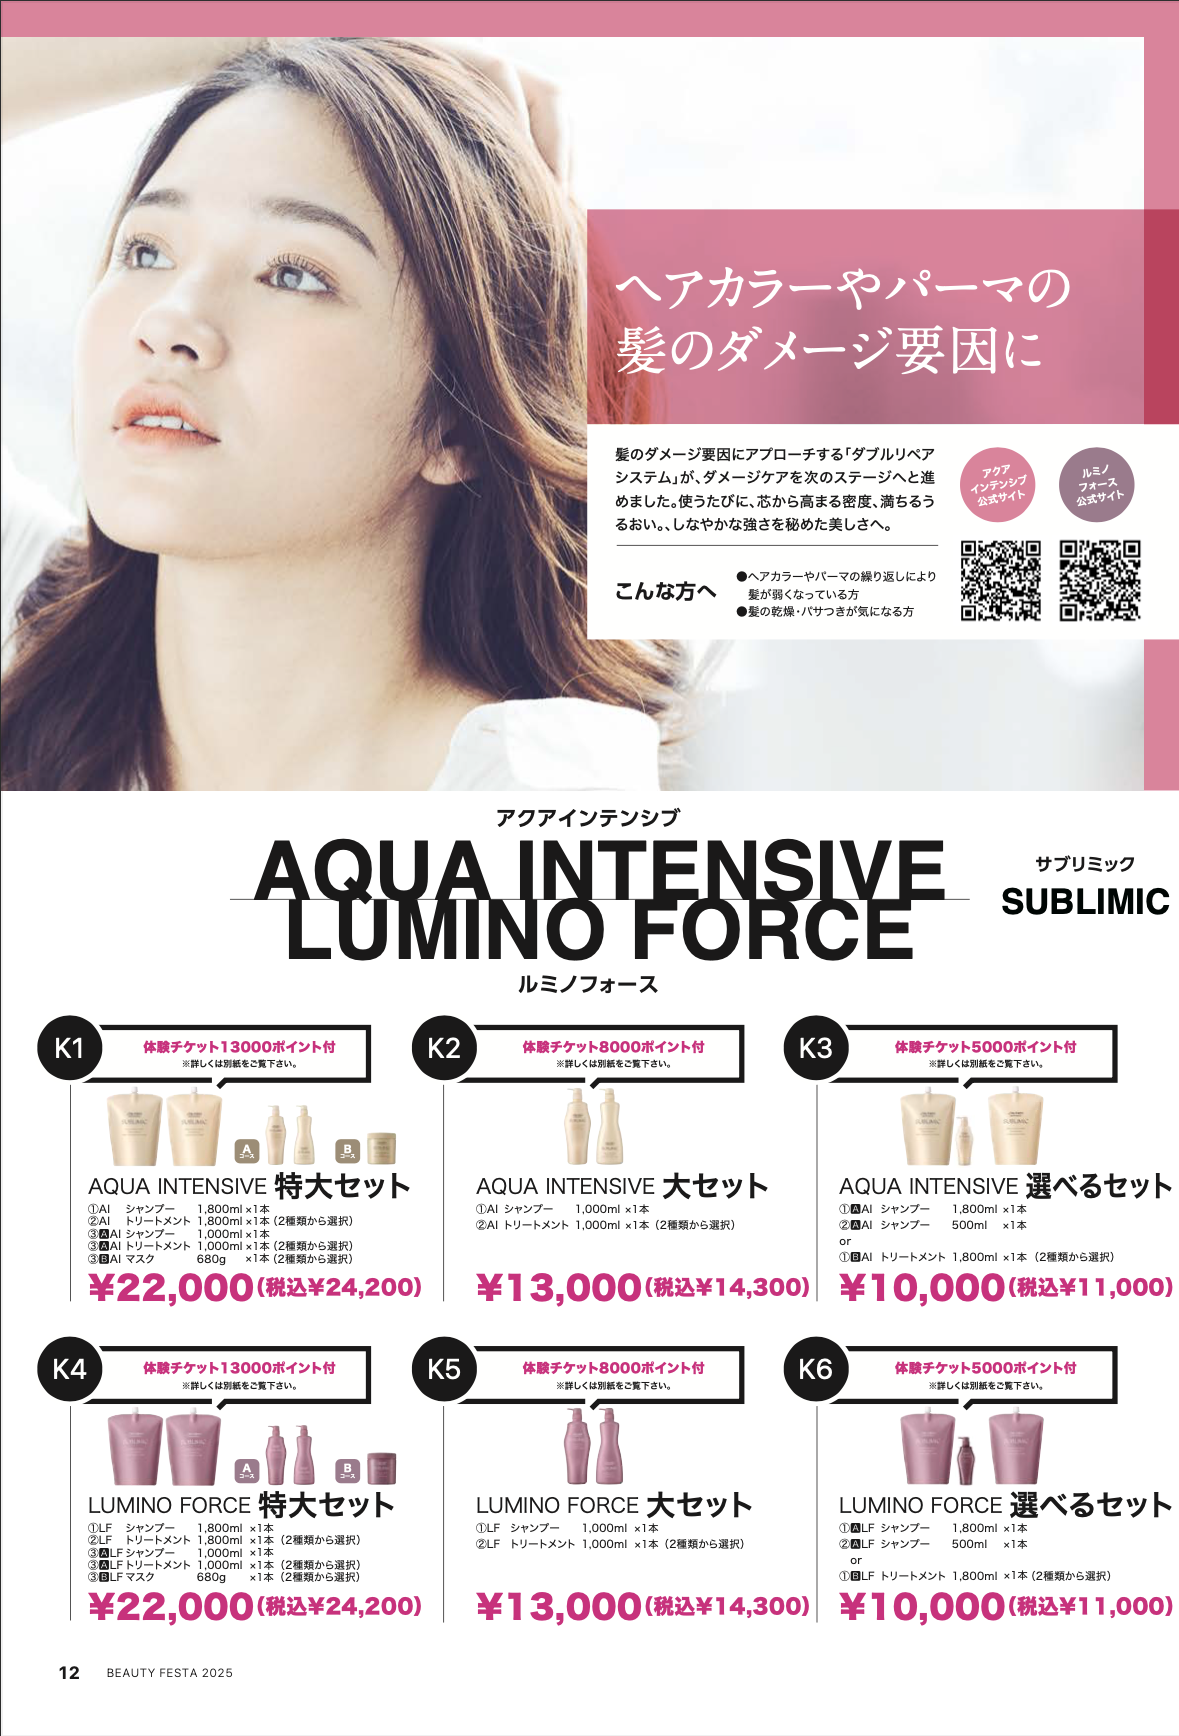 ヘアカラーやパーマの
髪のダメージ要因に
髪のダメージ要因にアプローチする「ダブルリペア
システム」が、ダメージケアを次のステージへと進
めました。使うたびに、芯から高まる密度、満ちるう
るおい。、しなやかな強さを秘めた美しさへ。
こんな方へ
●ヘアカラーやパーマの繰り返しにより
髪が弱くなっている方
●髪の乾燥・パサつきが気になる方
アクア
インテンシブ
公式サイト
ルミノ
フォース
公式サイト
アクアインテンシブ
AQUA INTENSIVE
LUMINO FORCE
ルミノフォース
サブリミック
SUBLIMIC
K1
体験チケット13000ポイント付
※詳しくは別紙をご覧下さい。
SUBLIMIC
SUBLIMIC
A
コース
B
コース
AQUA INTENSIVE 特大セット
①AI シャンプー 1,800ml ×1本
②AI トリートメント 1,800ml ×1本（2種類から選択）
③AAI シャンプー 1,000ml ×1本
③AAI トリートメント 1,000ml ×1本（2種類から選択）
③BAI マスク 680g ×1本（2種類から選択）
¥22,000（税込¥24,200）
K2
体験チケット8000ポイント付
※詳しくは別紙をご覧下さい。
AQUA INTENSIVE 大セット
①AI シャンプー 1,000ml ×1本
②AI トリートメント 1,000ml ×1本（2種類から選択）
¥13,000（税込¥14,300）
K3
体験チケット5000ポイント付
※詳しくは別紙をご覧下さい。
SUBLIMIC
SUBLIMIC
AQUA INTENSIVE 選べるセット
①AAI シャンプー 1,800ml ×1本
②AAI シャンプー 500ml ×1本
or
①BAI トリートメント 1,800ml ×1本（2種類から選択）
¥10,000（税込¥11,000）
K4
体験チケット13000ポイント付
※詳しくは別紙をご覧下さい。
SUBLIMIC
SUBLIMIC
A
コース
B
コース
LUMINO FORCE 特大セット
①LF シャンプー 1,800ml ×1本
②LF トリートメント 1,800ml ×1本（2種類から選択）
③ALF シャンプー 1,000ml ×1本
③ALF トリートメント 1,000ml ×1本（2種類から選択）
③BLF マスク 680g ×1本（2種類から選択）
¥22,000（税込¥24,200）
K5
体験チケット8000ポイント付
※詳しくは別紙をご覧下さい。
LUMINO FORCE 大セット
①LF シャンプー 1,000ml ×1本
②LF トリートメント 1,000ml ×1本（2種類から選択）
¥13,000（税込¥14,300）
K6
体験チケット5000ポイント付
※詳しくは別紙をご覧下さい。
SUBLIMIC
SUBLIMIC
LUMINO FORCE 選べるセット
①ALF シャンプー 1,800ml ×1本
②ALF シャンプー 500ml ×1本
or
①BLF トリートメント 1,800ml ×1本（2種類から選択）
¥10,000（税込¥11,000）
12 BEAUTY FESTA 2025